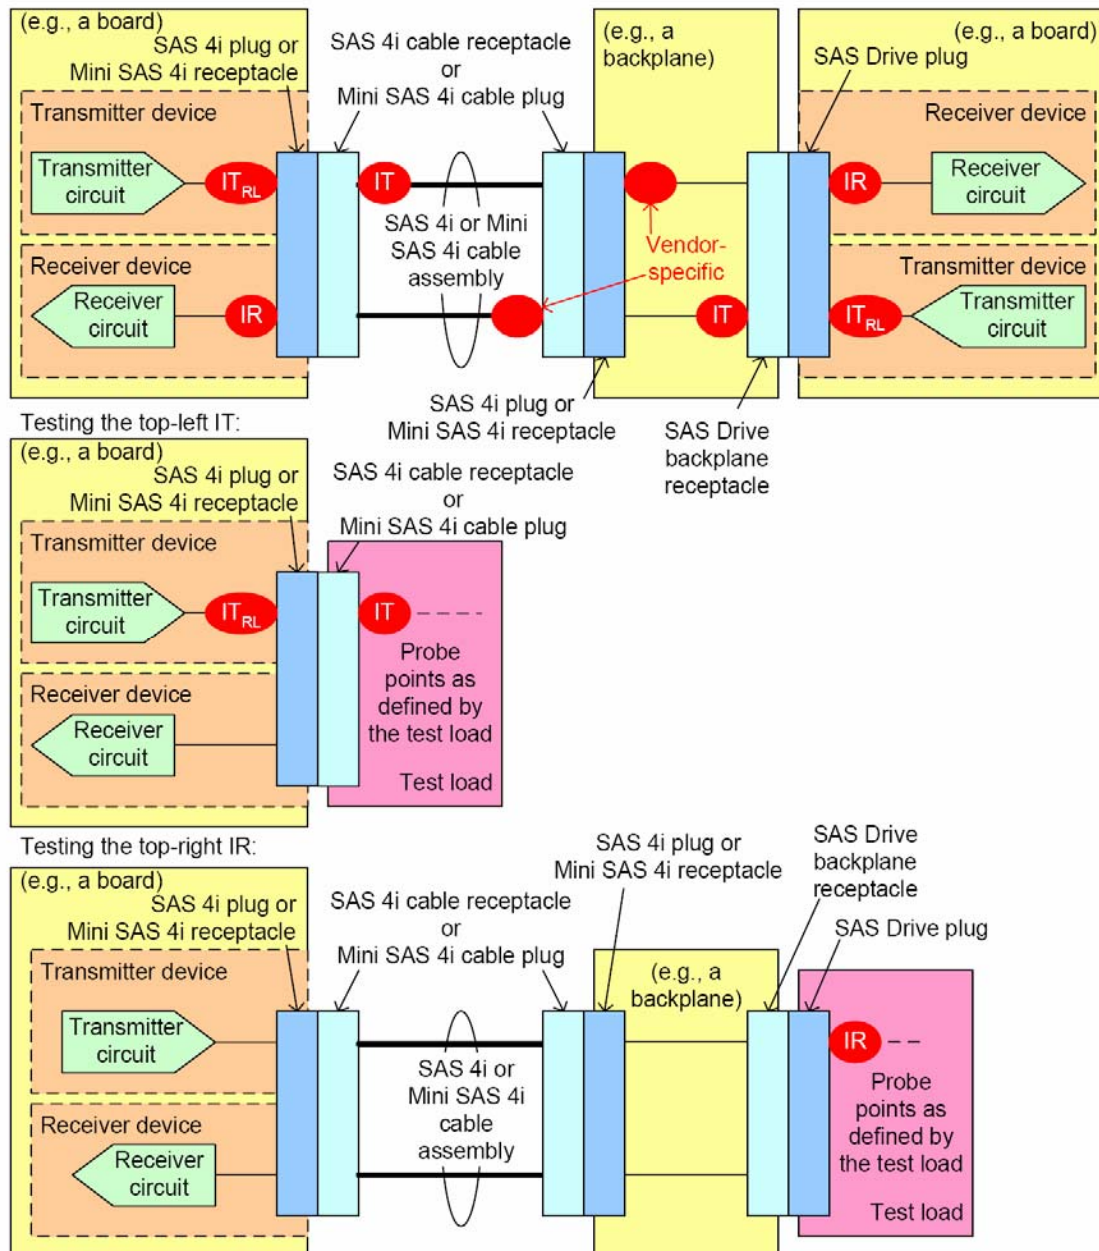 (e.g., a board)
SAS 4i plug or
Mini SAS 4i receptacle
SAS 4i cable receptacle
or
Mini SAS 4i cable plug
(e.g., a
backplane)
(e.g., a board)
SAS Drive plug
Transmitter device
Transmitter
circuit
ITRL
IT
Receiver device
IR
Receiver
circuit
SAS 4i or Mini
SAS 4i cable
assembly
Vendor-
specific
Receiver device
Receiver
circuit
IR
Transmitter device
IT
ITRL
Transmitter
circuit
SAS 4i plug or
Mini SAS 4i receptacle
SAS Drive
backplane
receptacle
Testing the top-left IT:
(e.g., a board)
SAS 4i plug or
Mini SAS 4i receptacle
SAS 4i cable receptacle
or
Mini SAS 4i cable plug
Transmitter device
Transmitter
circuit
ITRL
IT
Probe
points as
defined by
the test load
Test load
Receiver device
Receiver
circuit
Testing the top-right IR:
(e.g., a board)
SAS 4i plug or
Mini SAS 4i receptacle
SAS 4i cable receptacle
or
Mini SAS 4i cable plug
SAS 4i plug or
Mini SAS 4i receptacle
SAS Drive
backplane
receptacle
SAS Drive plug
Transmitter device
Transmitter
circuit
(e.g., a
backplane)
IR
SAS 4i or
Mini SAS 4i
cable
assembly
Probe
points as
defined by
the test load
Test load
Receiver device
Receiver
circuit